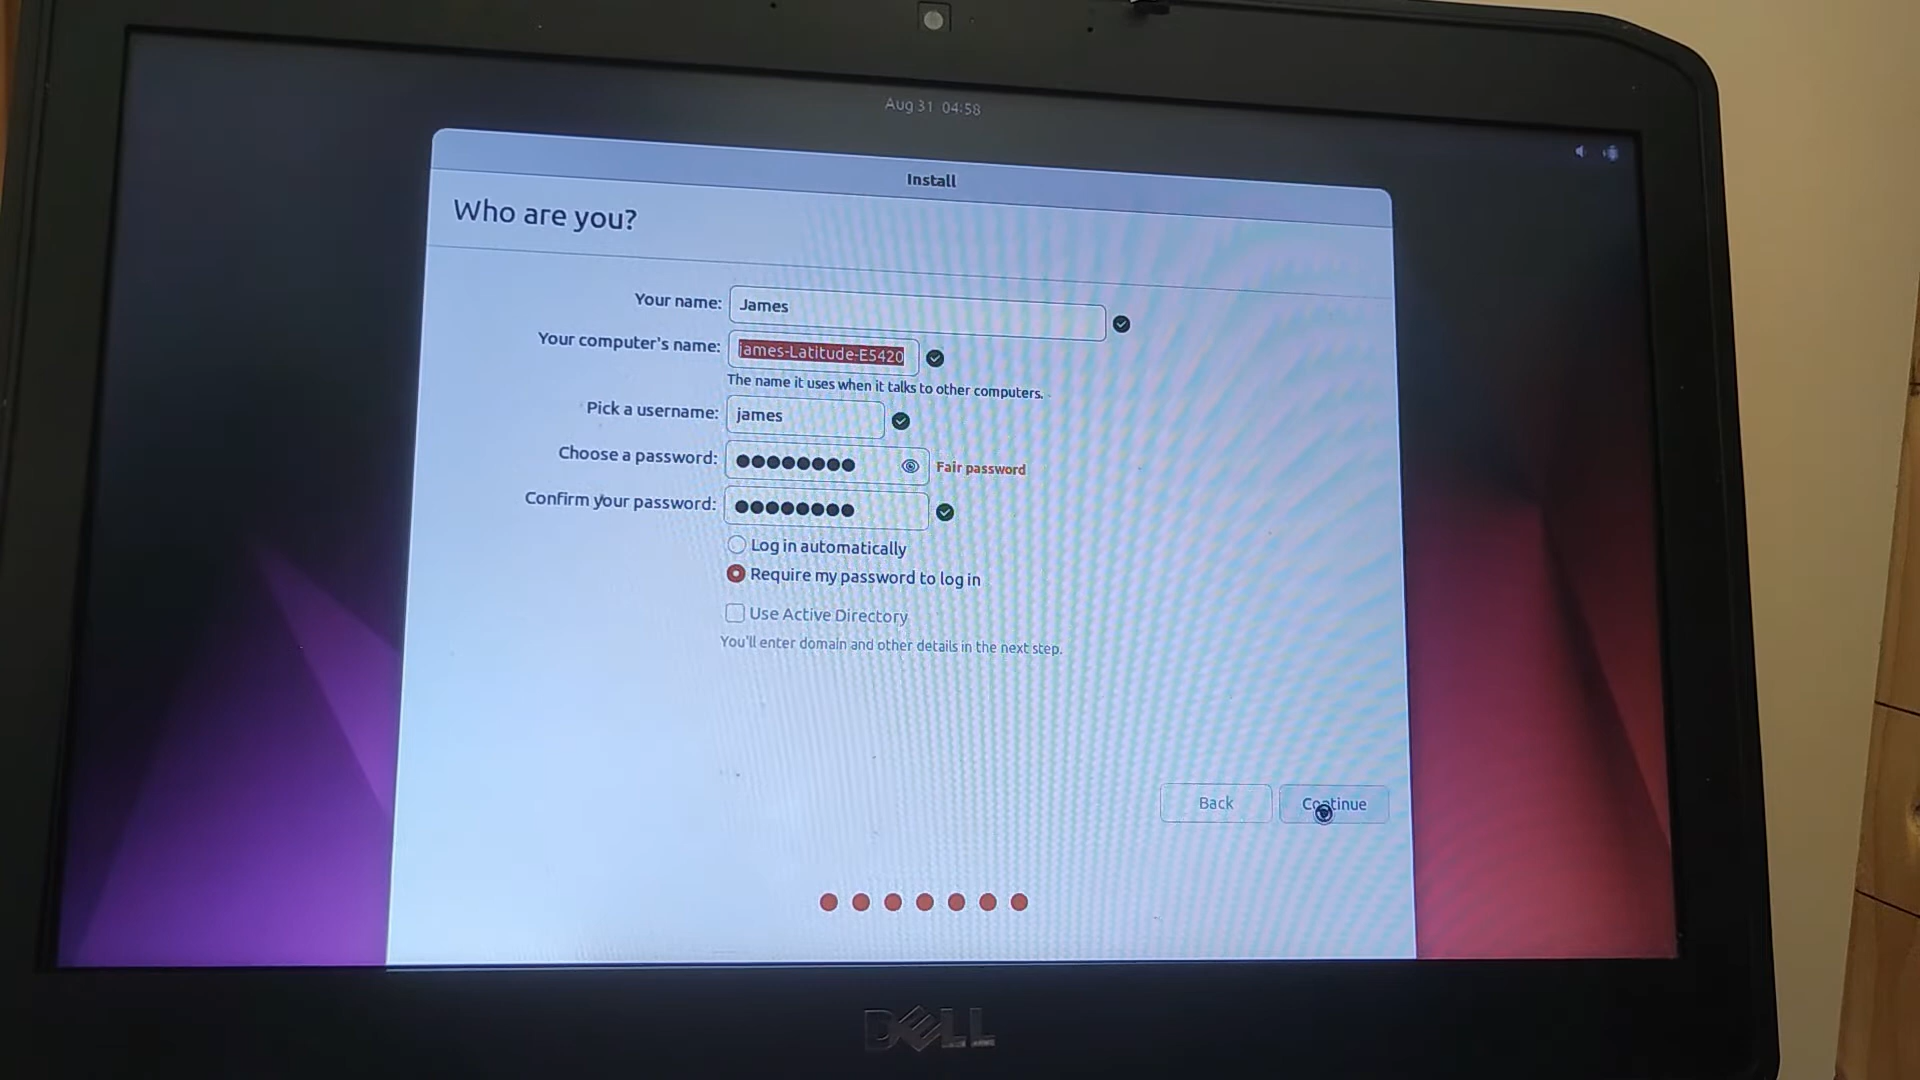 Aug 31 04:58
Install
Who are you?
Your name: James
Your computer's name: james-Latitude-E5420
The name it uses when it talks to other computers.
Pick a username: james
Choose a password: ●●●●●●●● Fair password
Confirm your password: ●●●●●●●●
Log in automatically
Require my password to log in
Use Active Directory
You'll enter domain and other details in the next step.
Back Continue
DELL